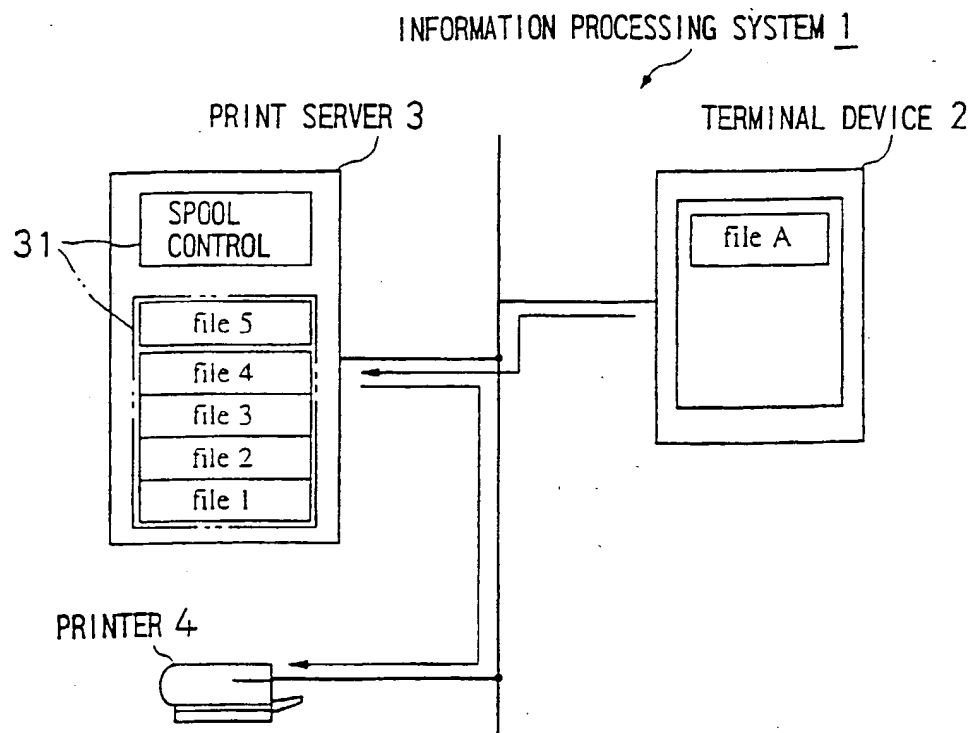 INFORMATION PROCESSING SYSTEM 1
PRINT SERVER 3
TERMINAL DEVICE 2
SPOOL
CONTROL
31
file A
file 5
file 4
file 3
file 2
file 1
PRINTER 4